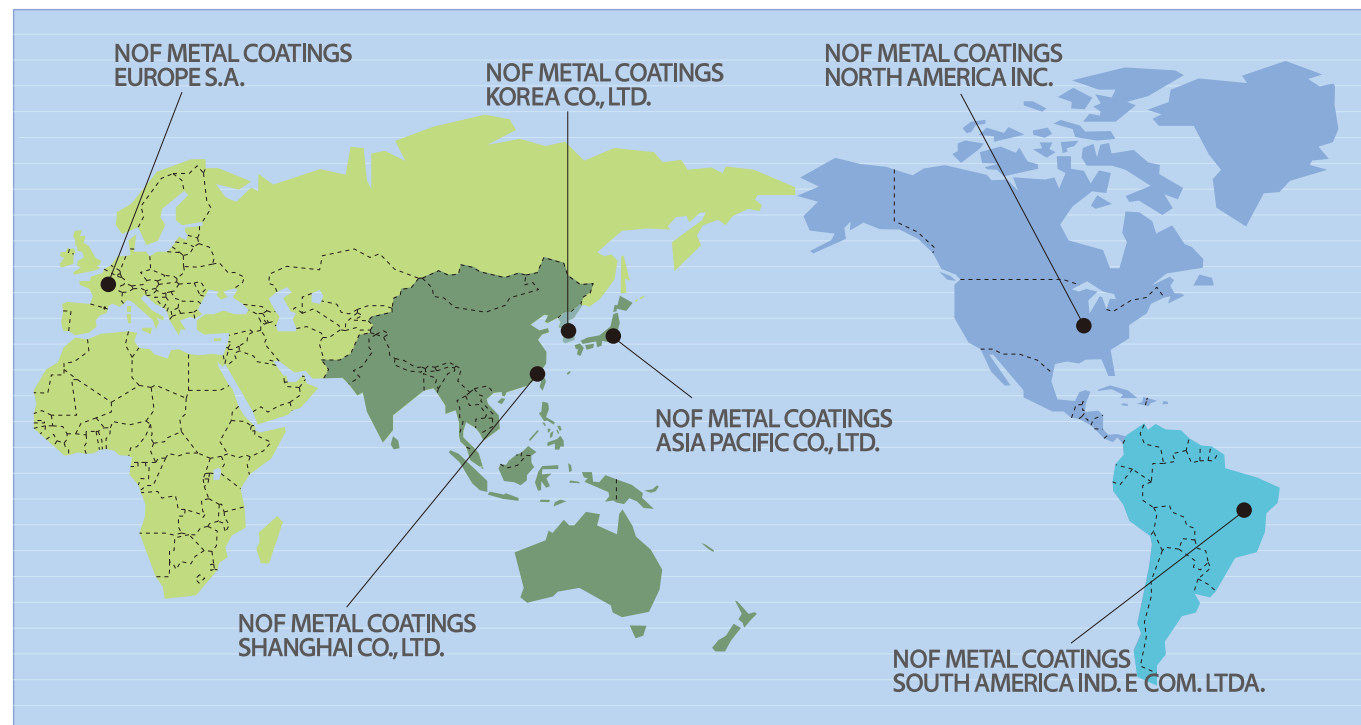 NOF METAL COATINGS
EUROPE S.A.
NOF METAL COATINGS
KOREA CO., LTD.
NOF METAL COATINGS
NORTH AMERICA INC.
NOF METAL COATINGS
ASIA PACIFIC CO., LTD.
NOF METAL COATINGS
SHANGHAI CO., LTD.
NOF METAL COATINGS
SOUTH AMERICA IND. E COM. LTDA.